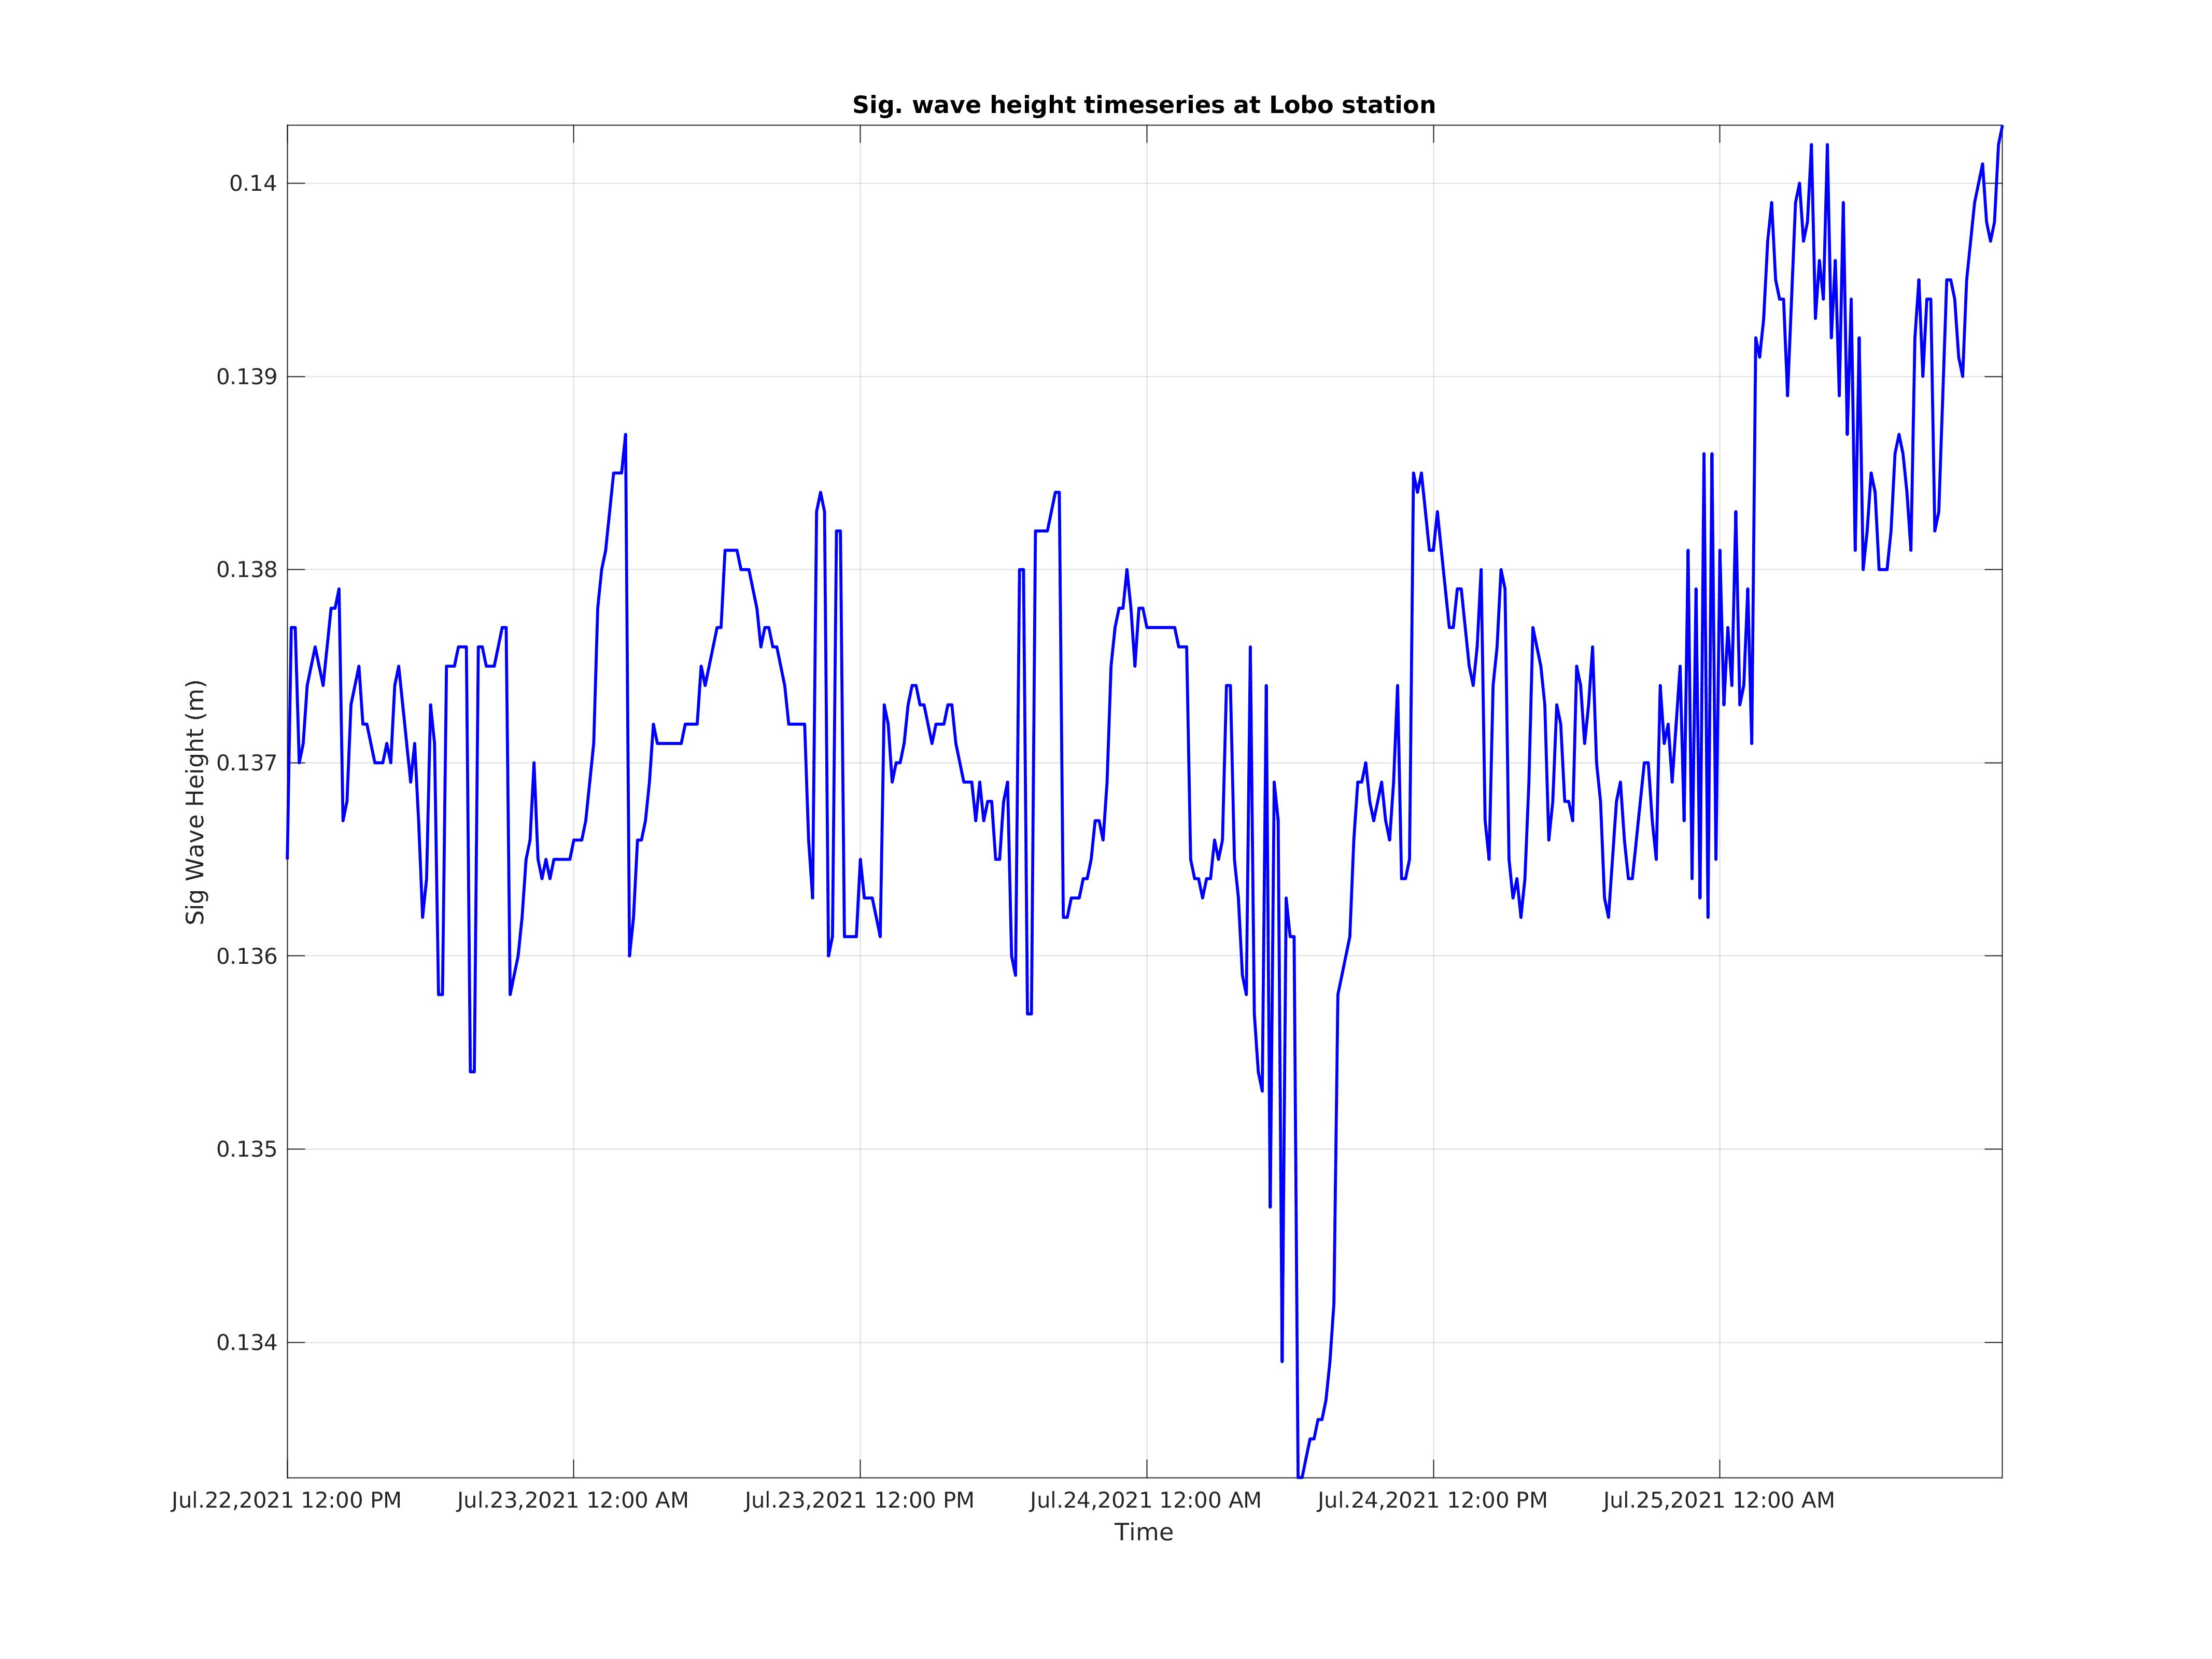 Sig. wave height timeseries at Lobo station
0.14
0.139
0.138
0.137
0.136
0.135
0.134
Sig Wave Height (m)
Jul.22,2021 12:00 PM
Jul.23,2021 12:00 AM
Jul.23,2021 12:00 PM
Jul.24,2021 12:00 AM
Jul.24,2021 12:00 PM
Jul.25,2021 12:00 AM
Time